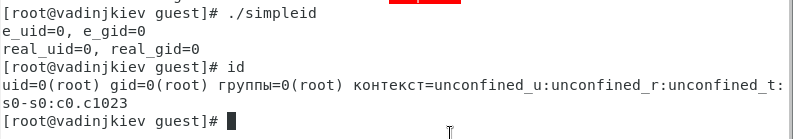 [root@vadinjkiev guest]# ./simpleid
e_uid=0, e_gid=0
real_uid=0, real_gid=0
[root@vadinjkiev guest]# id
uid=0(root) gid=0(root) группы=0(root) контекст=unconfined_u:unconfined_r:unconfined_t:
s0-s0:c0.c1023
[root@vadinjkiev guest]#